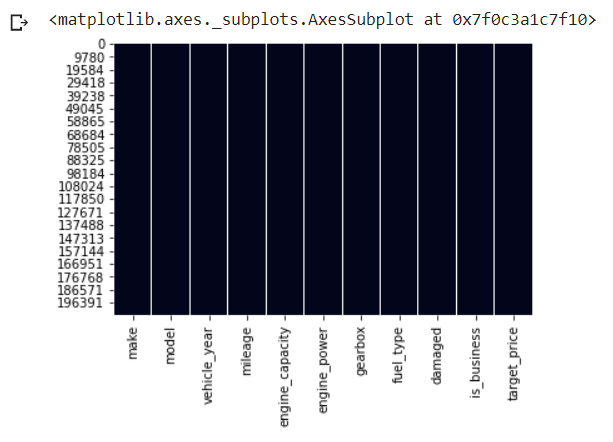 <matplotlib.axes._subplots.AxesSubplot at 0x7f0c3a1c7f10>
0
9780
19584
29418
39238
49045
58865
68684
78505
88325
98184
108024
117850
127671
137488
147313
157144
166951
176768
186571
196391
make
model
vehicle_year
mileage
engine_capacity
engine_power
gearbox
fuel_type
damaged
is_business
target_price